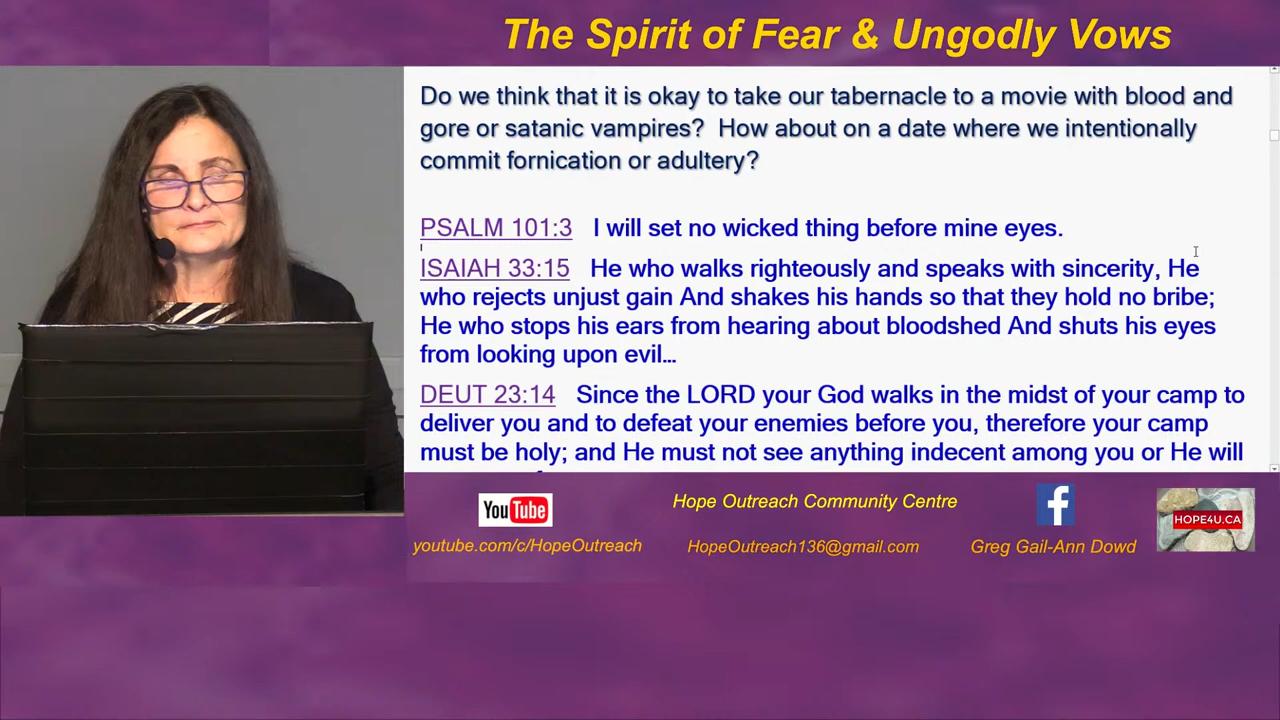 The Spirit of Fear & Ungodly Vows
Do we think that it is okay to take our tabernacle to a movie with blood and
gore or satanic vampires?  How about on a date where we intentionally
commit fornication or adultery?
PSALM 101:3   I will set no wicked thing before mine eyes.
ISAIAH 33:15   He who walks righteously and speaks with sincerity, He
who rejects unjust gain And shakes his hands so that they hold no bribe;
He who stops his ears from hearing about bloodshed And shuts his eyes
from looking upon evil...
DEUT 23:14   Since the LORD your God walks in the midst of your camp to
deliver you and to defeat your enemies before you, therefore your camp
must be holy; and He must not see anything indecent among you or He will
YouTube
youtube.com/c/HopeOutreach
Hope Outreach Community Centre
HopeOutreach136@gmail.com
f
Greg Gail-Ann Dowd
HOPE4U.CA